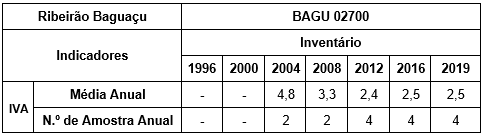 Ribeirão Baguaçu BAGU 02700
Indicadores Inventário
1996 2000 2004 2008 2012 2016 2019
IVA Média Anual - - 4,8 3,3 2,4 2,5 2,5
N.º de Amostra Anual - - 2 2 4 4 4